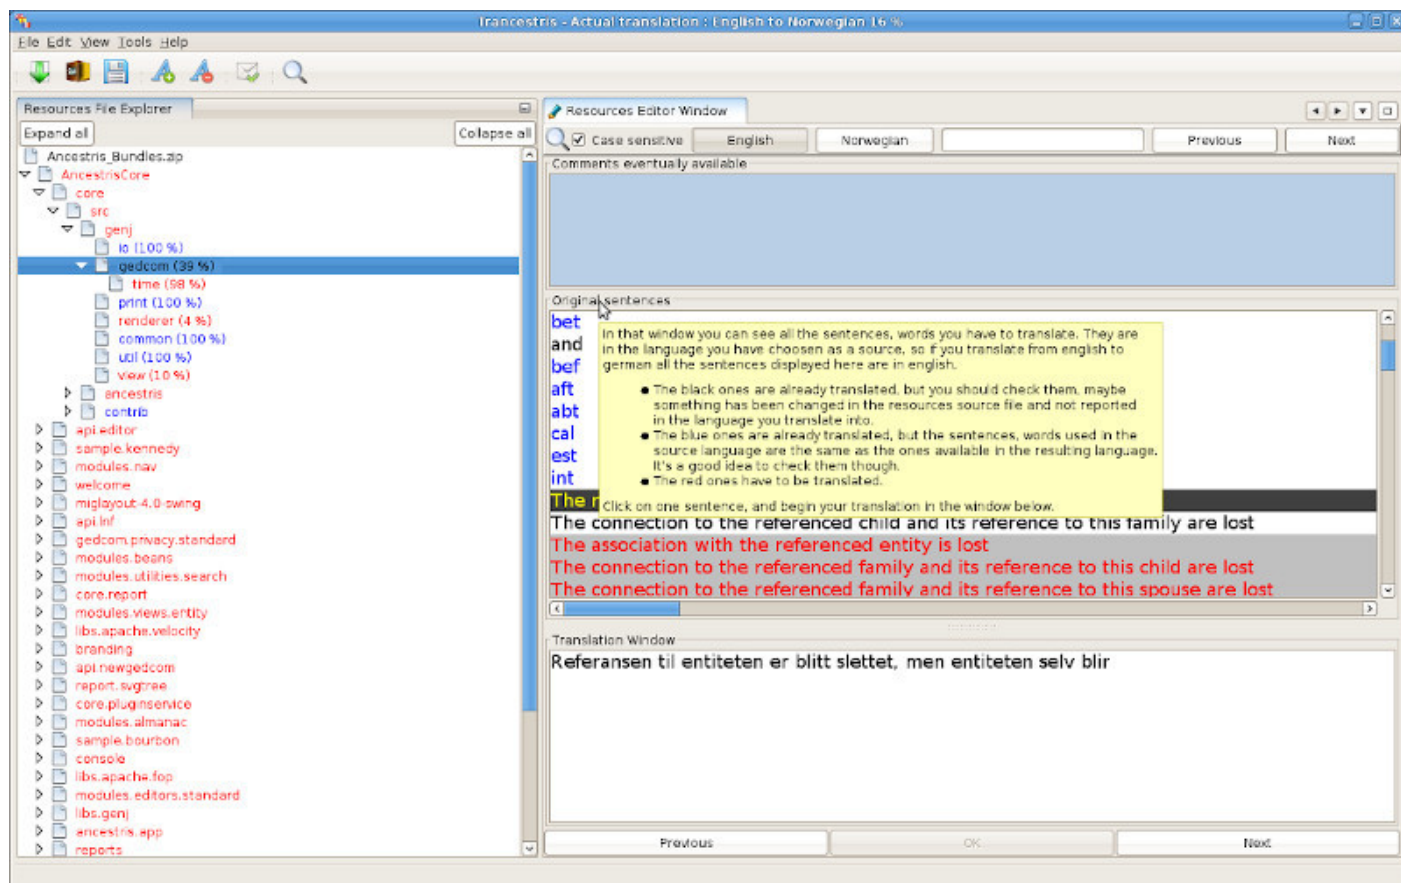 Trancestris - Actual translation : English to Norwegian 16 %
File Edit View Tools Help
Resources File Explorer
Expand all
Collapse all
Ancestris_Bundles.zip
AncestrisCore
core
src
genj
io (100 %)
gedcom (39 %)
time (98 %)
print (100 %)
renderer (4 %)
common (100 %)
util (100 %)
view (10 %)
ancestris
contrib
api.editor
sample.kennedy
modules.nav
welcome
miglayout-4.0-swing
api.lnf
gedcom.privacy.standard
modules.beans
modules.utilities.search
core.report
modules.views.entity
libs.apache.velocity
branding
api.newgedcom
report.svgtree
core.pluginservice
modules.almanac
sample.bourbon
console
libs.apache.fop
modules.editors.standard
libs.genj
ancestris.app
reports
Resources Editor Window
Case sensitive
English
Norwegian
Previous
Next
Comments eventually available
Original sentences
bet
and
bef
aft
abt
cal
est
int
The r
In that window you can see all the sentences, words you have to translate. They are
in the language you have choosen as a source, so if you translate from english to
german all the sentences displayed here are in english.
● The black ones are already translated, but you should check them, maybe
something has been changed in the resources source file and not reported
in the language you translate into.
● The blue ones are already translated, but the sentences, words used in the
source language are the same as the ones available in the resulting language.
It's a good idea to check them though.
● The red ones have to be translated.
Click on one sentence, and begin your translation in the window below.
The connection to the referenced child and its reference to this family are lost
The association with the referenced entity is lost
The connection to the referenced family and its reference to this child are lost
The connection to the referenced family and its reference to this spouse are lost
Translation Window
Referansen til entiteten er blitt slettet, men entiteten selv blir
Previous
OK
Next